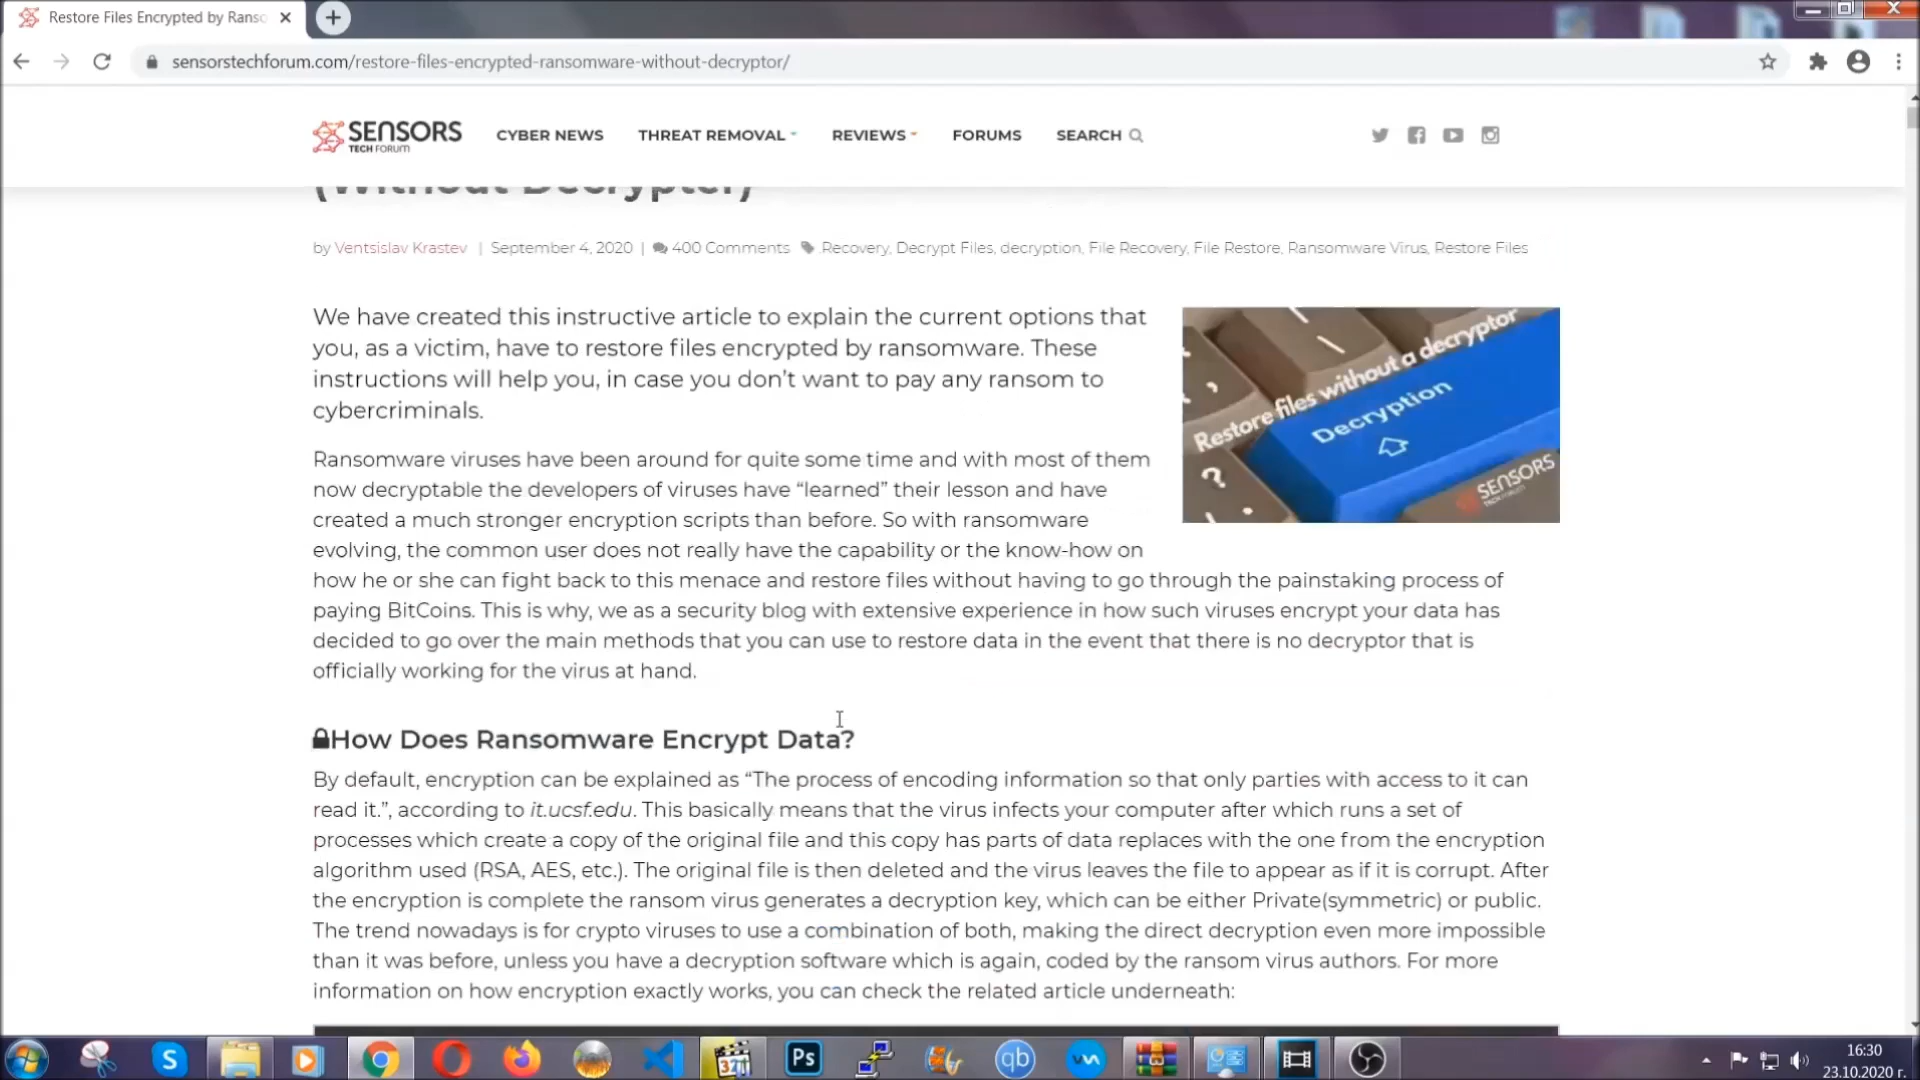 Restore Files Encrypted by Ranso
sensorstechforum.com/restore-files-encrypted-ransomware-without-decryptor/
SENSORS
TECH FORUM
CYBER NEWS THREAT REMOVAL REVIEWS FORUMS SEARCH
(Without Decrypter)
by Ventsislav Krastev | September 4, 2020 | 400 Comments Recovery, Decrypt Files, decryption, File Recovery, File Restore, Ransomware Virus, Restore Files
We have created this instructive article to explain the current options that
you, as a victim, have to restore files encrypted by ransomware. These
instructions will help you, in case you don't want to pay any ransom to
cybercriminals.
Restore files without a decryptor
Decryption
SENSORS
TECH FORUM
Ransomware viruses have been around for quite some time and with most of them
now decryptable the developers of viruses have “learned” their lesson and have
created a much stronger encryption scripts than before. So with ransomware
evolving, the common user does not really have the capability or the know-how on
how he or she can fight back to this menace and restore files without having to go through the painstaking process of
paying BitCoins. This is why, we as a security blog with extensive experience in how such viruses encrypt your data has
decided to go over the main methods that you can use to restore data in the event that there is no decryptor that is
officially working for the virus at hand.
How Does Ransomware Encrypt Data?
By default, encryption can be explained as “The process of encoding information so that only parties with access to it can
read it.”, according to it.ucsf.edu. This basically means that the virus infects your computer after which runs a set of
processes which create a copy of the original file and this copy has parts of data replaces with the one from the encryption
algorithm used (RSA, AES, etc.). The original file is then deleted and the virus leaves the file to appear as if it is corrupt. After
the encryption is complete the ransom virus generates a decryption key, which can be either Private(symmetric) or public.
The trend nowadays is for crypto viruses to use a combination of both, making the direct decryption even more impossible
than it was before, unless you have a decryption software which is again, coded by the ransom virus authors. For more
information on how encryption exactly works, you can check the related article underneath:
S
Ps
qb
16:30
23.10.2020 г.